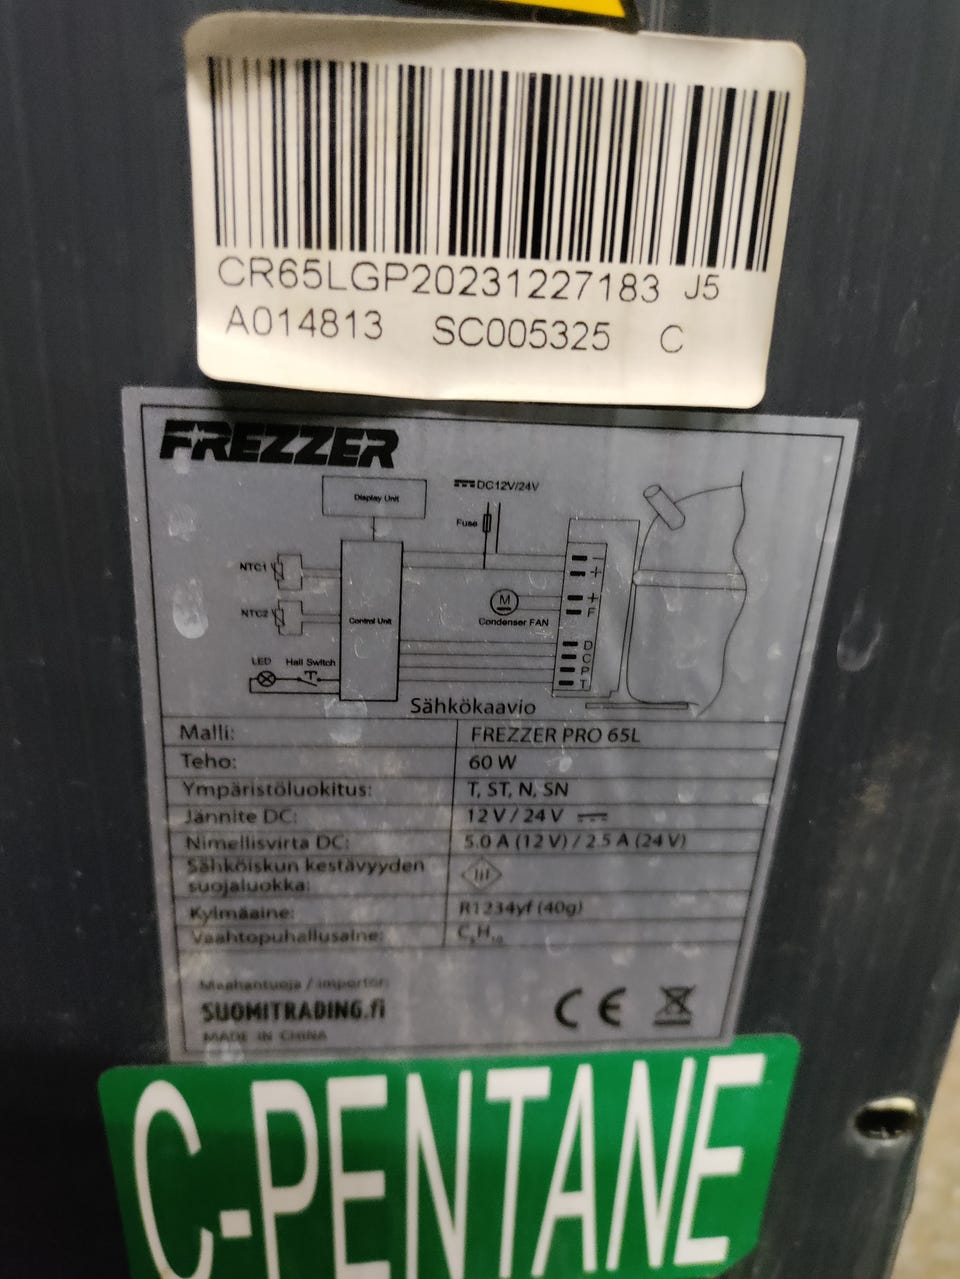 CR65LGP20231227183 J5
A014813 SC005325 C
FREZZER
Display Unit
DC12V/24V
Fuse
NTC1
NTC2
Control Unit
M
Condenser FAN
LED Hall Switch
−
+
+
F
D
C
P
T
Sähkökaavio
Malli: FREZZER PRO 65L
Teho: 60 W
Ympäristöluokitus: T, ST, N, SN
Jännite DC: 12 V / 24 V
Nimellisvirta DC: 5.0 A (12 V) / 2.5 A (24 V)
Sähköiskun kestävyyden
suojaluokka: III
Kylmäaine: R1234yf (40g)
Vaahtopuhallusaine: C₅H₁₀
Maahantuoja / importor:
SUOMITRADING.fi
MADE IN CHINA
CE
C-PENTANE